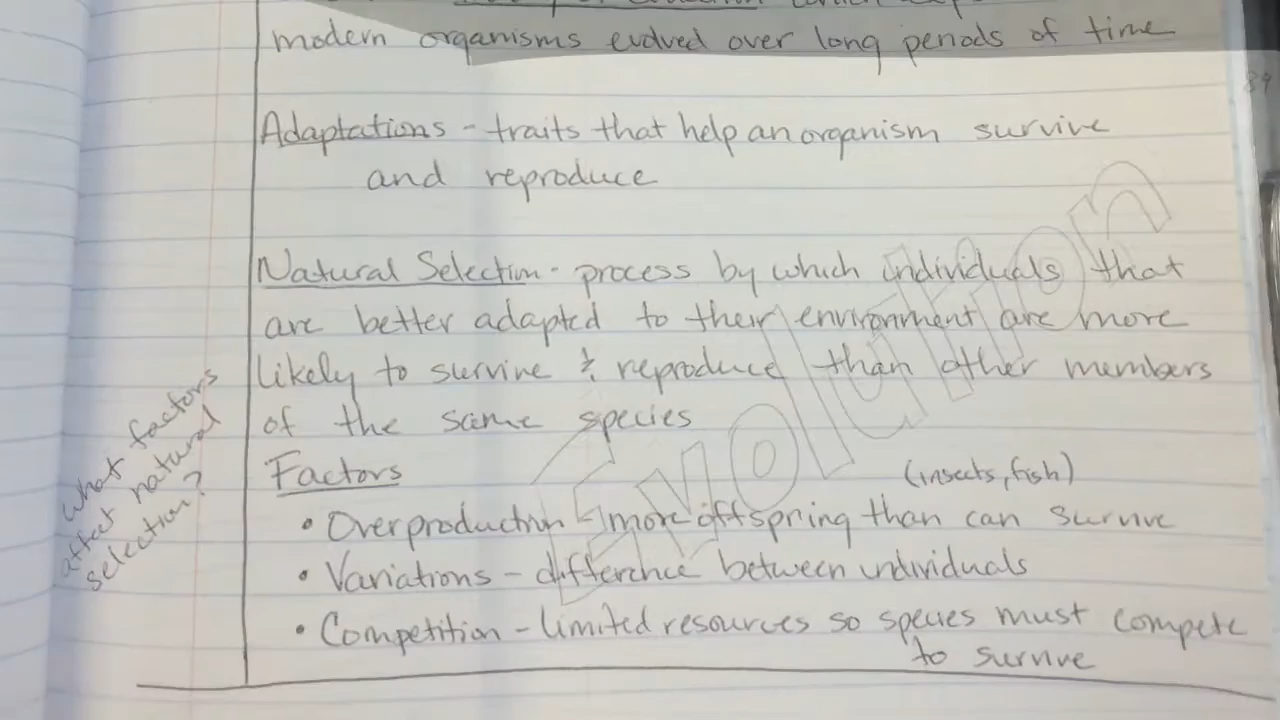 evolution
modern organisms evolved over long periods of time
84
Adaptations - traits that help an organism survive
and reproduce
Natural Selection - process by which individuals that
are better adapted to their environment are more
likely to survive & reproduce than other members
of the same species
what factors
affect natural
selection?
Factors
(insects, fish)
• Overproduction - more offspring than can survive
• Variations - difference between individuals
• Competition - limited resources so species must compete
to survive
Evolution